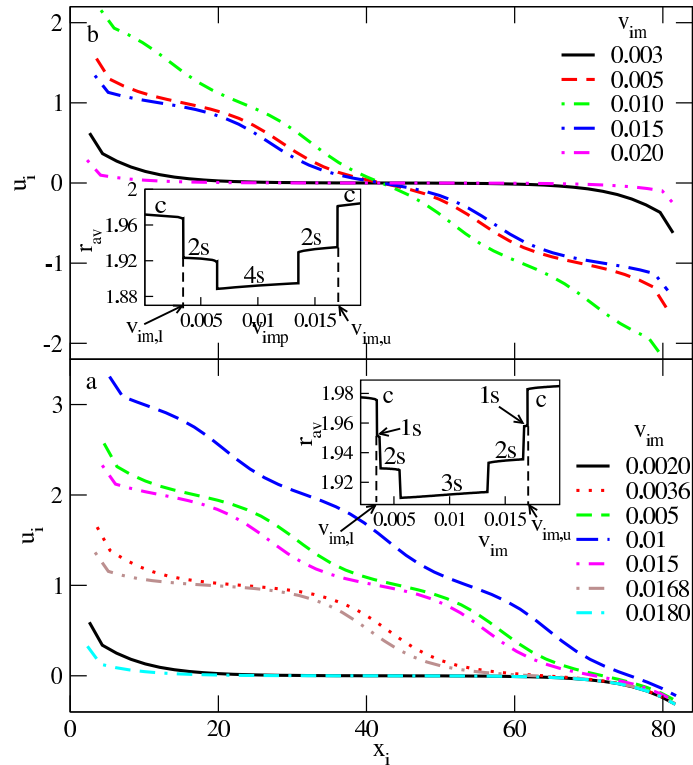 b
v_im
0.003
0.005
0.010
0.015
0.020
2
1
0
-1
-2
u_i
2
1.96
1.92
1.88
r_av
c
2s
4s
2s
c
0.005
0.01
0.015
v_im,l
v_imp
v_im,u
a
v_im
0.0020
0.0036
0.005
0.01
0.015
0.0168
0.0180
3
2
1
0
u_i
1.98
1.96
1.94
1.92
r_av
c
1s
2s
3s
2s
1s
c
0.005
0.01
0.015
v_im,l
v_im
v_im,u
0
20
40
60
80
x_i